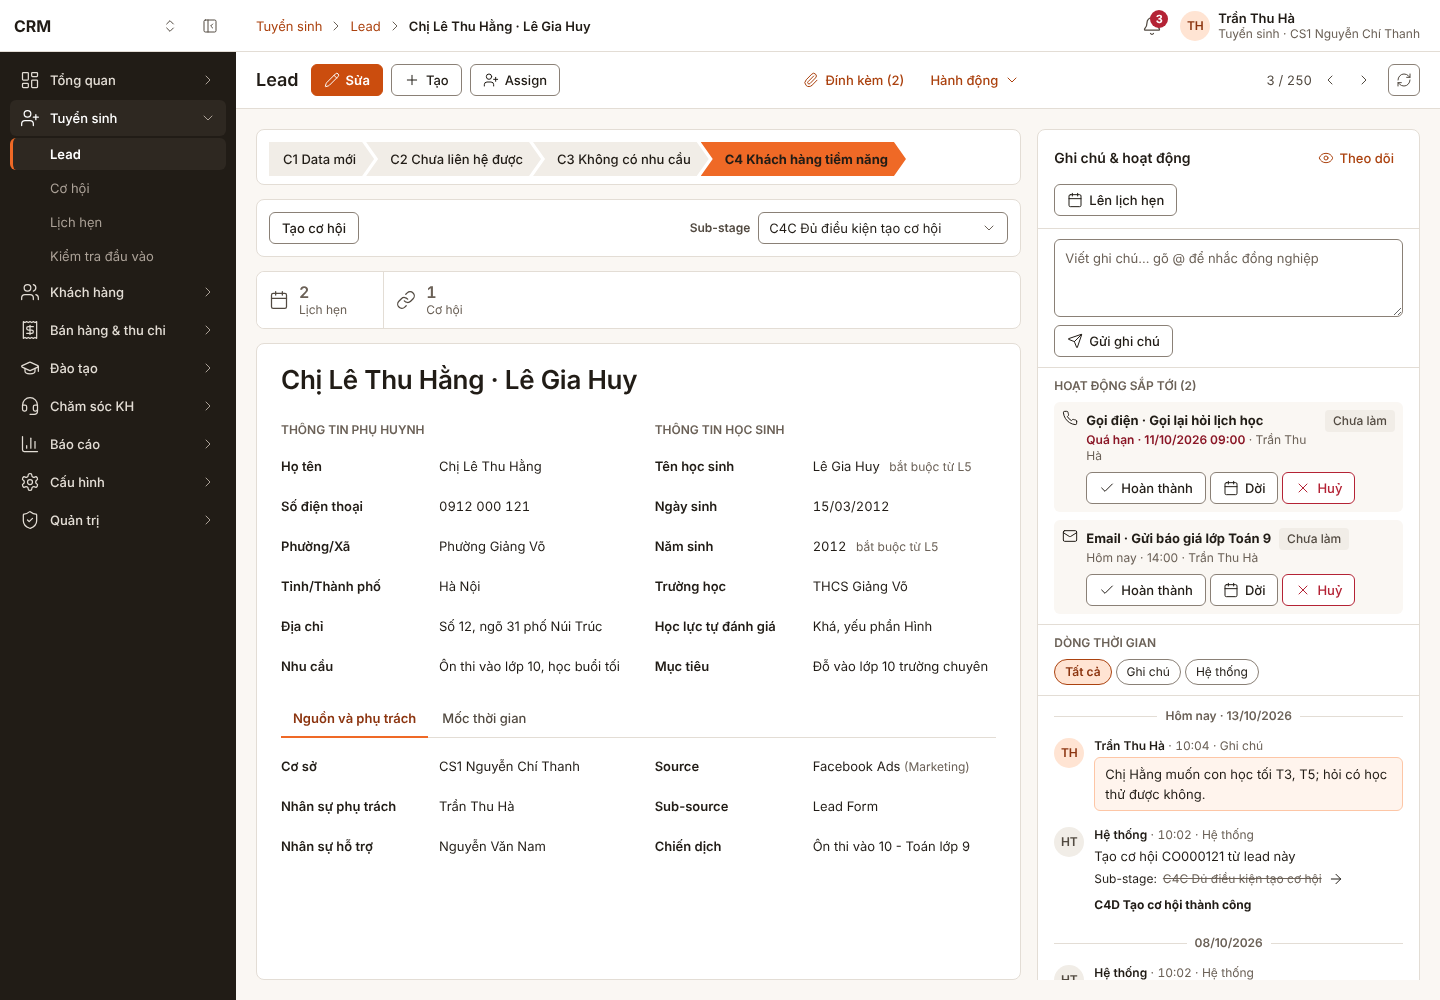 CRM
Tuyển sinh > Lead > Chị Lê Thu Hằng · Lê Gia Huy
3
TH
Trần Thu Hà
Tuyển sinh · CS1 Nguyễn Chí Thanh
Tổng quan
Tuyển sinh
Lead
Cơ hội
Lịch hẹn
Kiểm tra đầu vào
Khách hàng
Bán hàng & thu chi
Đào tạo
Chăm sóc KH
Báo cáo
Cấu hình
Quản trị
Lead
Sửa
Tạo
Assign
Đính kèm (2)
Hành động
3 / 250
C1 Data mới
C2 Chưa liên hệ được
C3 Không có nhu cầu
C4 Khách hàng tiềm năng
Tạo cơ hội
Sub-stage
C4C Đủ điều kiện tạo cơ hội
2
Lịch hẹn
1
Cơ hội
Chị Lê Thu Hằng · Lê Gia Huy
THÔNG TIN PHỤ HUYNH
Họ tên Chị Lê Thu Hằng
Số điện thoại 0912 000 121
Phường/Xã Phường Giảng Võ
Tỉnh/Thành phố Hà Nội
Địa chỉ Số 12, ngõ 31 phố Núi Trúc
Nhu cầu Ôn thi vào lớp 10, học buổi tối
THÔNG TIN HỌC SINH
Tên học sinh Lê Gia Huy bắt buộc từ L5
Ngày sinh 15/03/2012
Năm sinh 2012 bắt buộc từ L5
Trường học THCS Giảng Võ
Học lực tự đánh giá Khá, yếu phần Hình
Mục tiêu Đỗ vào lớp 10 trường chuyên
Nguồn và phụ trách
Mốc thời gian
Cơ sở CS1 Nguyễn Chí Thanh
Nhân sự phụ trách Trần Thu Hà
Nhân sự hỗ trợ Nguyễn Văn Nam
Source Facebook Ads (Marketing)
Sub-source Lead Form
Chiến dịch Ôn thi vào 10 - Toán lớp 9
Ghi chú & hoạt động
Theo dõi
Lên lịch hẹn
Viết ghi chú... gõ @ để nhắc đồng nghiệp
Gửi ghi chú
HOẠT ĐỘNG SẮP TỚI (2)
Gọi điện · Gọi lại hỏi lịch học
Chưa làm
Quá hạn · 11/10/2026 09:00 · Trần Thu
Hà
Hoàn thành
Dời
Huỷ
Email · Gửi báo giá lớp Toán 9
Chưa làm
Hôm nay · 14:00 · Trần Thu Hà
Hoàn thành
Dời
Huỷ
DÒNG THỜI GIAN
Tất cả
Ghi chú
Hệ thống
Hôm nay · 13/10/2026
TH
Trần Thu Hà · 10:04 · Ghi chú
Chị Hằng muốn con học tối T3, T5; hỏi có học
thử được không.
HT
Hệ thống · 10:02 · Hệ thống
Tạo cơ hội CO000121 từ lead này
Sub-stage: C4C Đủ điều kiện tạo cơ hội →
C4D Tạo cơ hội thành công
08/10/2026
HT
Hệ thống · 10:02 · Hệ thống